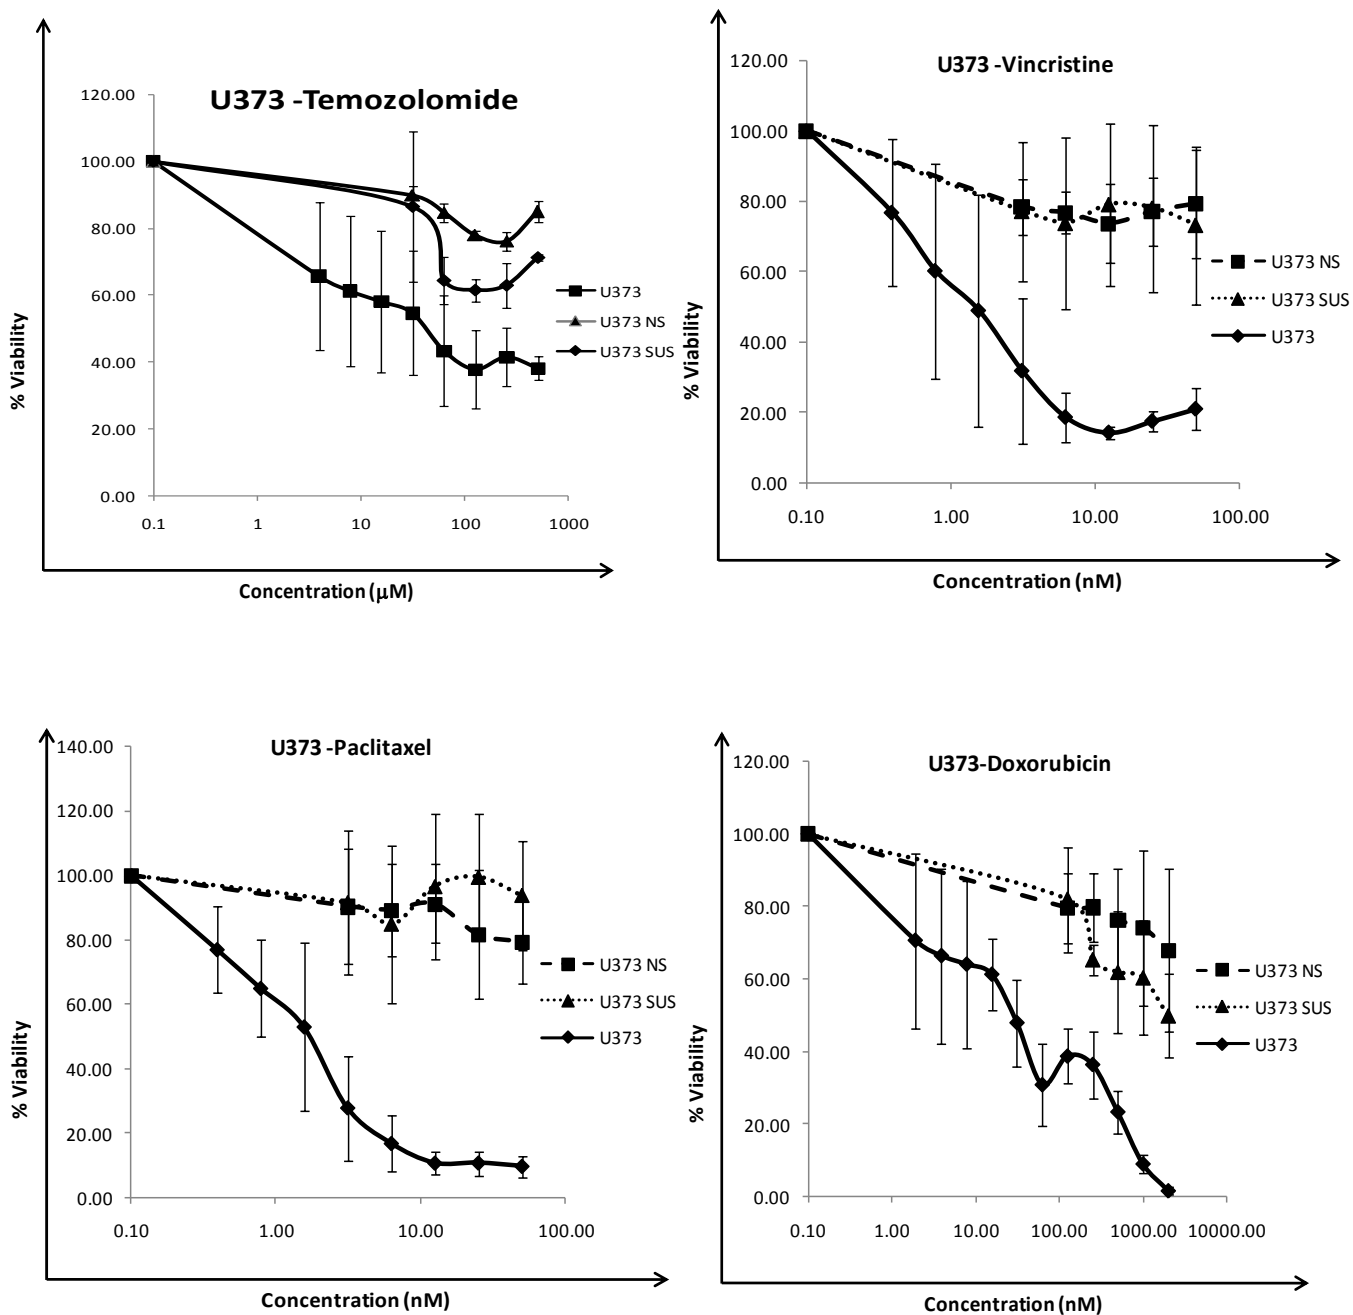 U373 -Temozolomide
120.00
100.00
80.00
60.00
40.00
20.00
0.00
0.1 1 10 100 1000
% Viability
Concentration (μM)
U373
U373 NS
U373 SUS
U373 -Vincristine
120.00
100.00
80.00
60.00
40.00
20.00
0.00
0.10 1.00 10.00 100.00
% Viability
Concentration (nM)
U373 NS
U373 SUS
U373
U373 -Paclitaxel
140.00
120.00
100.00
80.00
60.00
40.00
20.00
0.00
0.10 1.00 10.00 100.00
% Viability
Concentration (nM)
U373 NS
U373 SUS
U373
U373-Doxorubicin
120.00
100.00
80.00
60.00
40.00
20.00
0.00
0.10 1.00 10.00 100.00 1000.00 10000.00
% Viability
Concentration (nM)
U373 NS
U373 SUS
U373